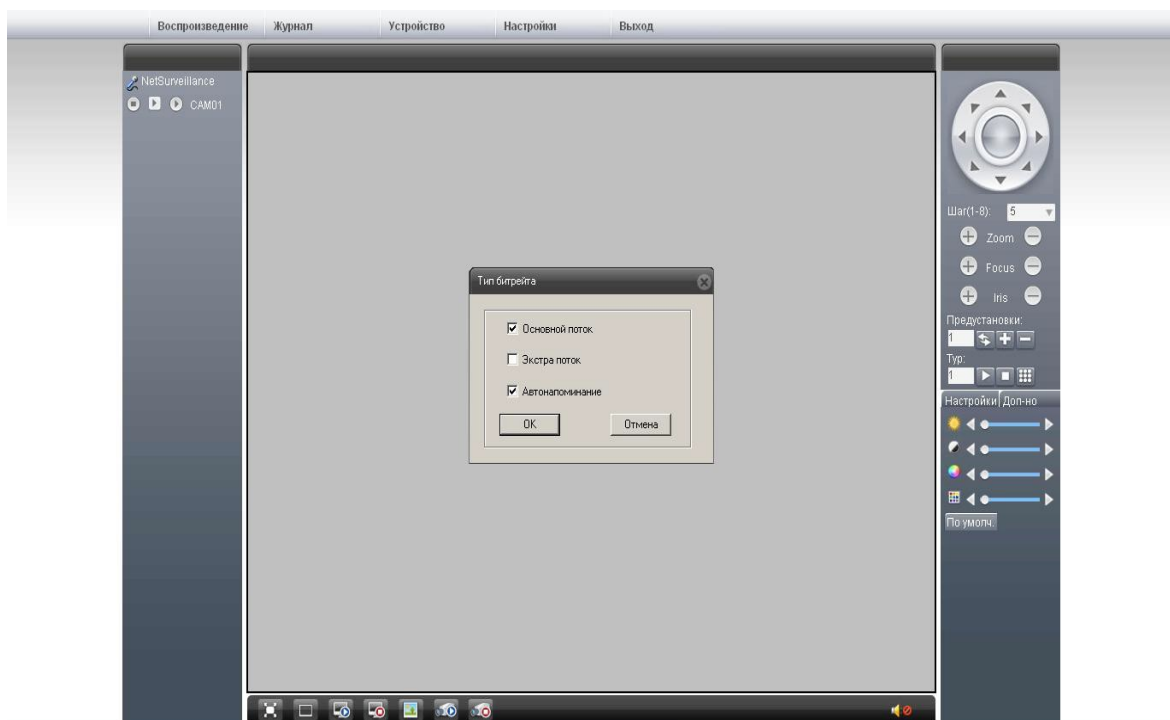 Воспроизведение Журнал Устройство Настройки Выход
NetSurveillance
CAM01
Тип битрейта
Основной поток
Экстра поток
Автонапоминание
OK Отмена
Шаг(1-8): 5
Zoom
Focus
Iris
Предустановки:
1
Тур:
1
Настройки Доп-но
По умолч.